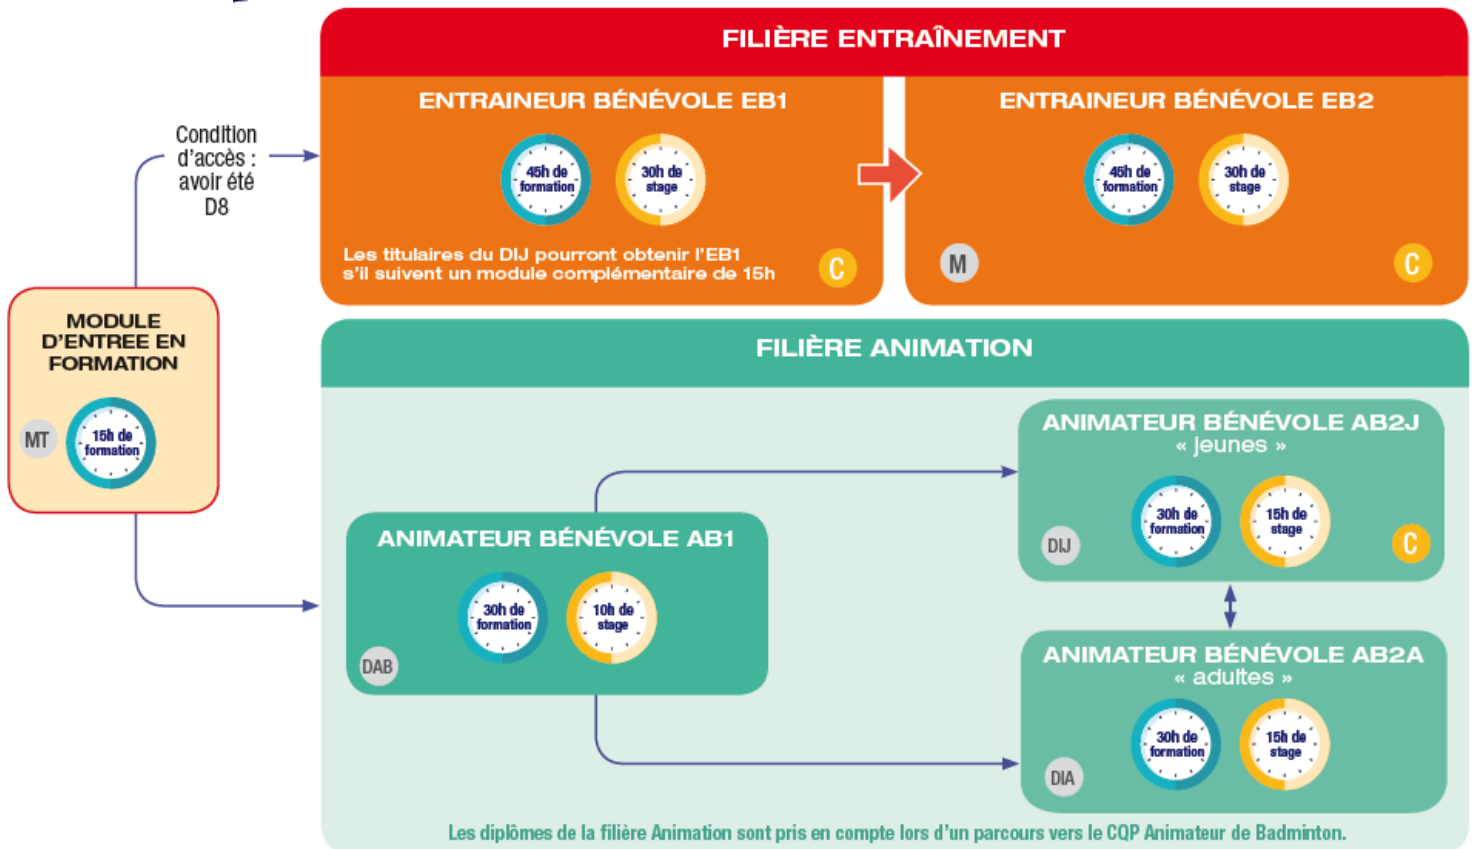 FILIÈRE ENTRAÎNEMENT
ENTRAINEUR BÉNÉVOLE EB1
45h de
formation
30h de
stage
Les titulaires du DIJ pourront obtenir l'EB1
s'il suivent un module complémentaire de 15h
C
ENTRAINEUR BÉNÉVOLE EB2
45h de
formation
30h de
stage
M
C
Condition
d'accès :
avoir été
D8
MODULE
D'ENTREE EN
FORMATION
MT
15h de
formation
FILIÈRE ANIMATION
ANIMATEUR BÉNÉVOLE AB1
30h de
formation
10h de
stage
DAB
ANIMATEUR BÉNÉVOLE AB2J
« jeunes »
30h de
formation
15h de
stage
DIJ
C
ANIMATEUR BÉNÉVOLE AB2A
« adultes »
30h de
formation
15h de
stage
DIA
Les diplômes de la filière Animation sont pris en compte lors d'un parcours vers le CQP Animateur de Badminton.